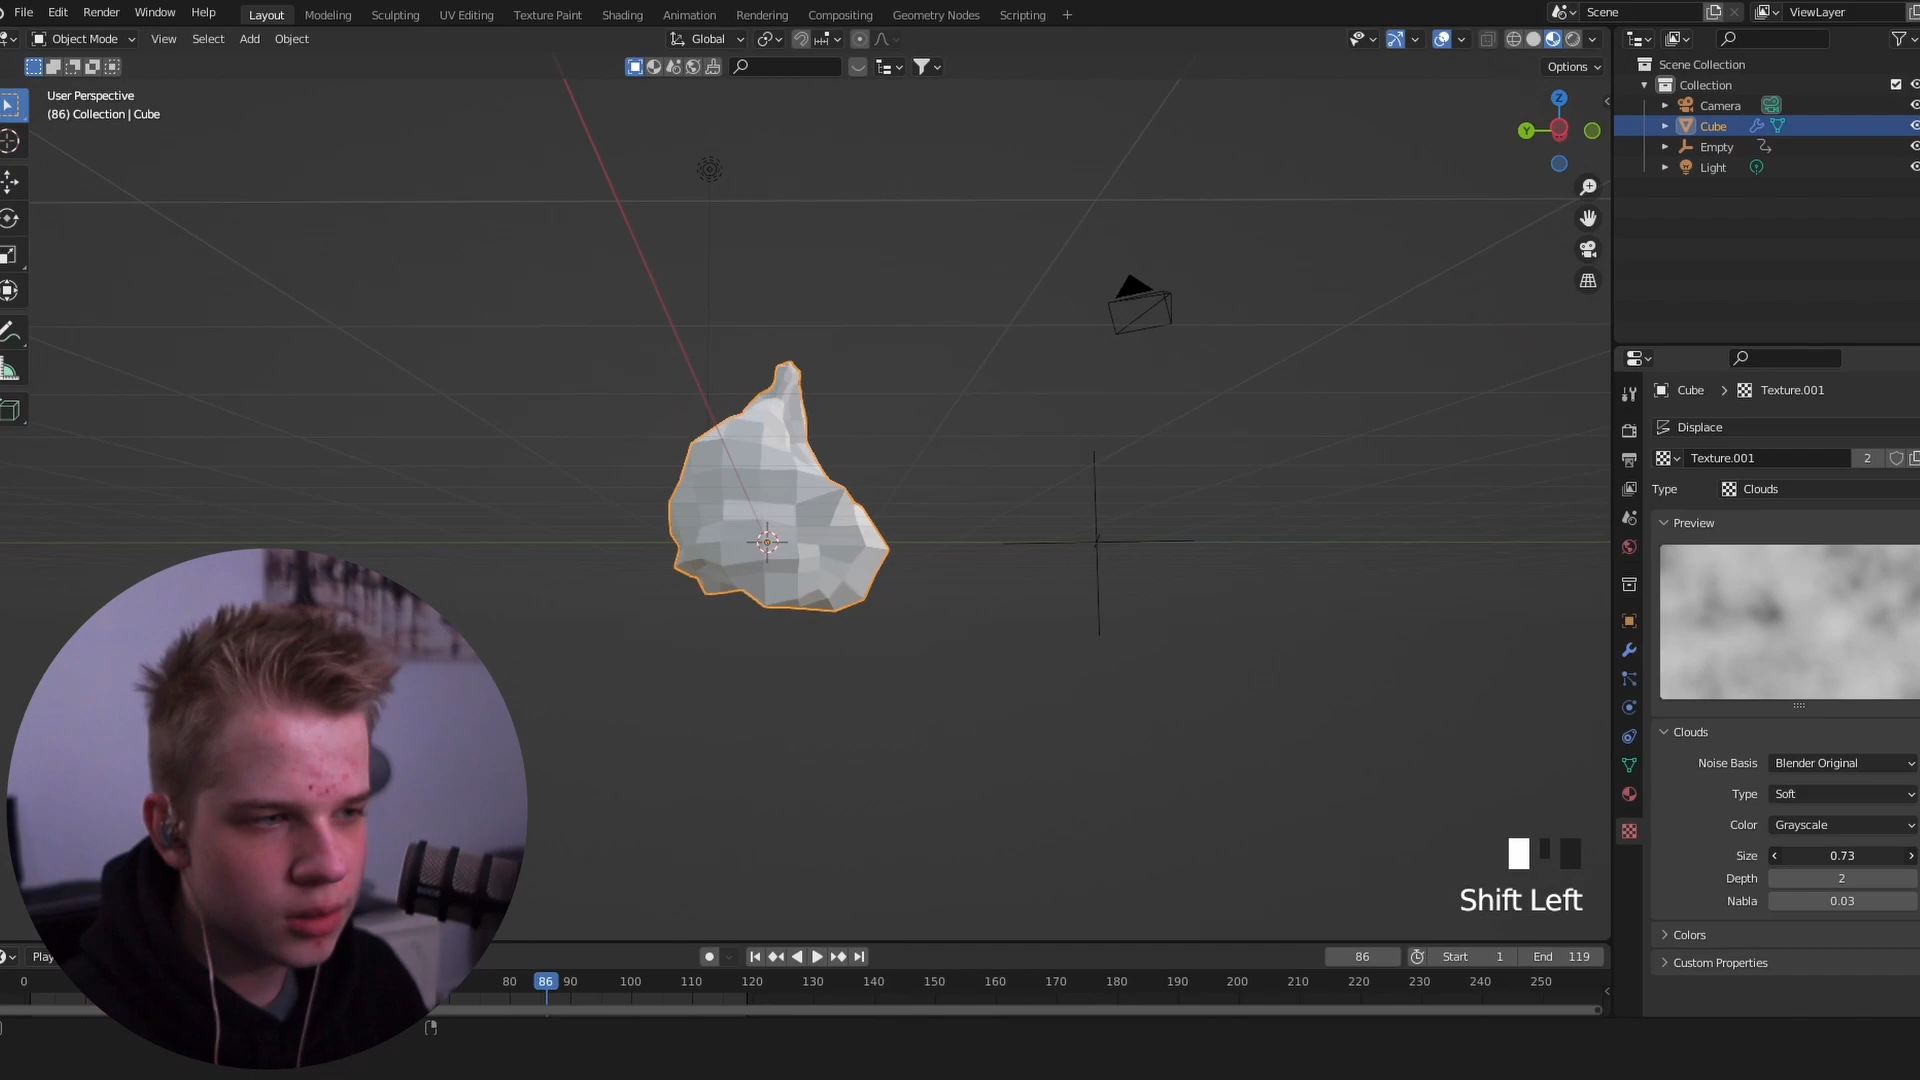 File Edit Render Window Help Layout Modeling Sculpting UV Editing Texture Paint Shading Animation Rendering Compositing Geometry Nodes Scripting + Scene ViewLayer
Object Mode View Select Add Object Global
Options
User Perspective
(86) Collection | Cube
Z
Y
Scene Collection
Collection
Camera
Cube
Empty
Light
Cube > Texture.001
Displace
Texture.001 2
Type Clouds
Preview
Clouds
Noise Basis Blender Original
Type Soft
Color Grayscale
Size 0.73
Depth 2
Nabla 0.03
Colors
Custom Properties
Shift Left
86 Start 1 End 119
0 80 86 90 100 110 120 130 140 150 160 170 180 190 200 210 220 230 240 250